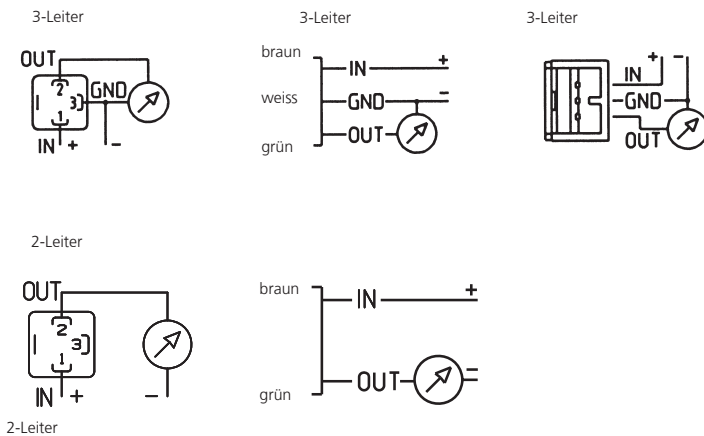 3-Leiter
OUT
2
3
GND
1
IN + −
3-Leiter
braun
IN +
weiss
GND −
OUT
grün
3-Leiter
+ −
IN
GND
OUT
2-Leiter
OUT
2
3
1
IN + −
2-Leiter
braun
IN +
OUT −
grün